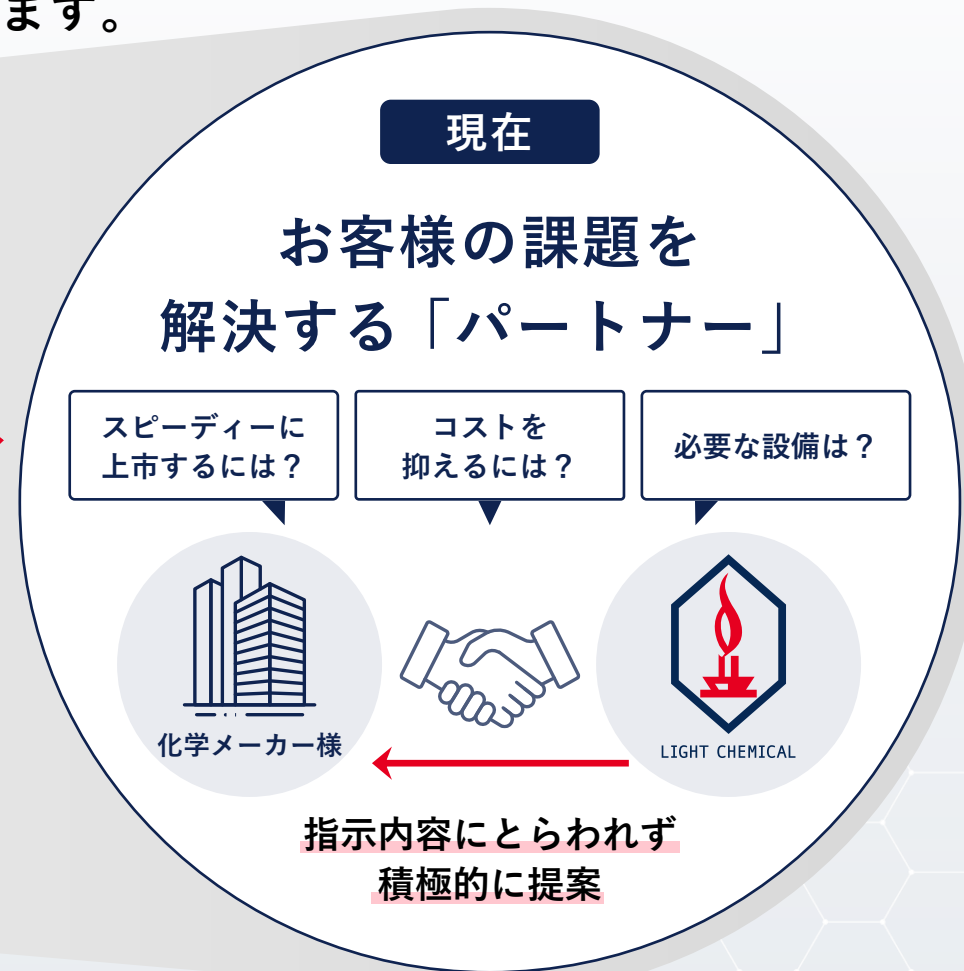 ます。
現在
お客様の課題を
解決する「パートナー」
スピーディーに
上市するには？
コストを
抑えるには？
必要な設備は？
化学メーカー様
LIGHT CHEMICAL
指示内容にとらわれず
積極的に提案